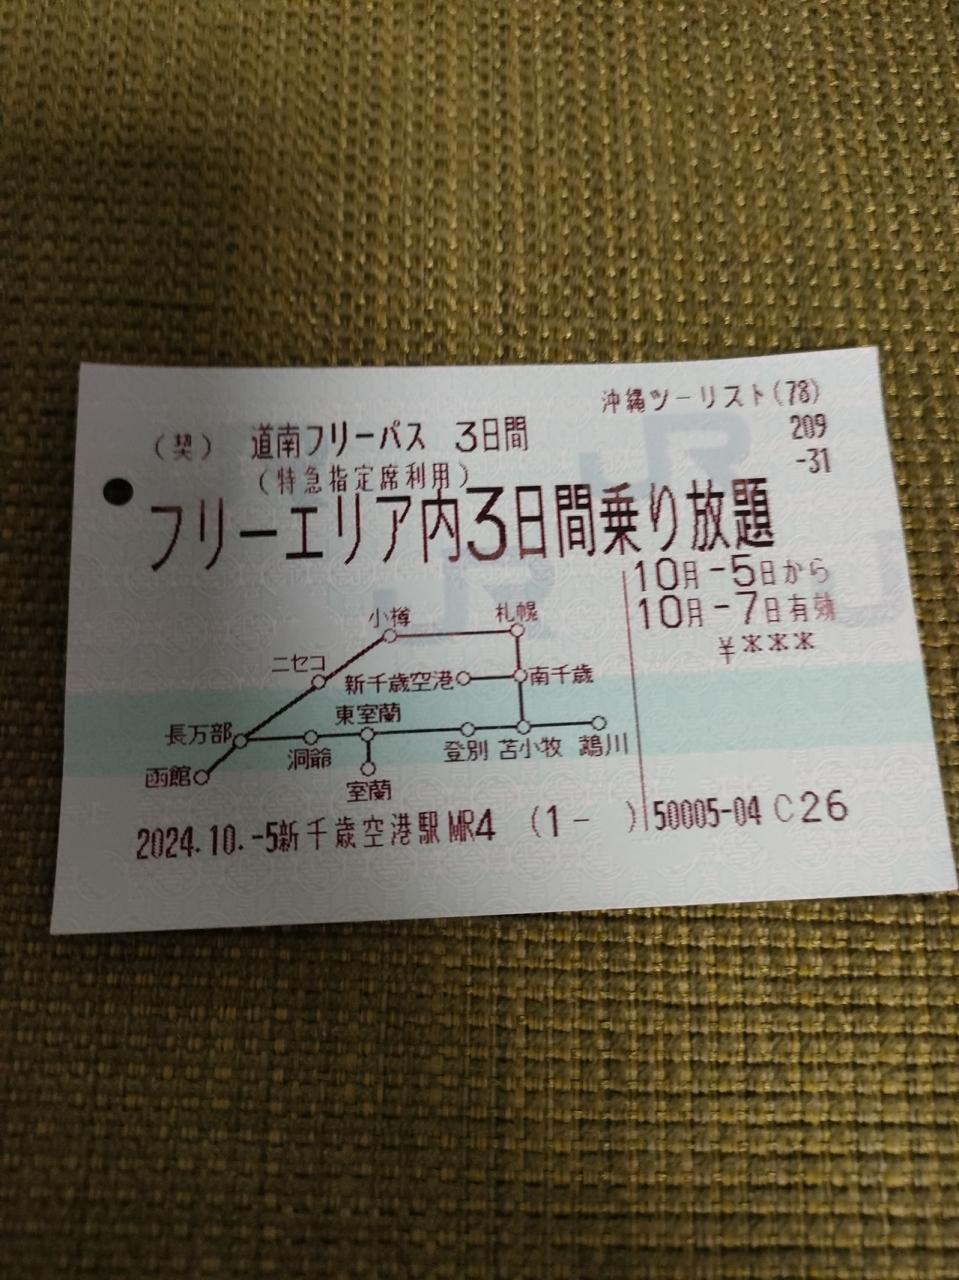 沖縄ツーリスト(78)
(契) 道南フリーパス 3日間
209
(特急指定席利用)
-31
フリーエリア内3日間乗り放題
10月-5日から
10月-7日有効
¥***
小樽
札幌
ニセコ
新千歳空港
南千歳
東室蘭
長万部
洞爺
登別
苫小牧
鵡川
函館
室蘭
2024.10.-5新千歳空港駅MR4 (1- )50005-04 C26
JR
JR